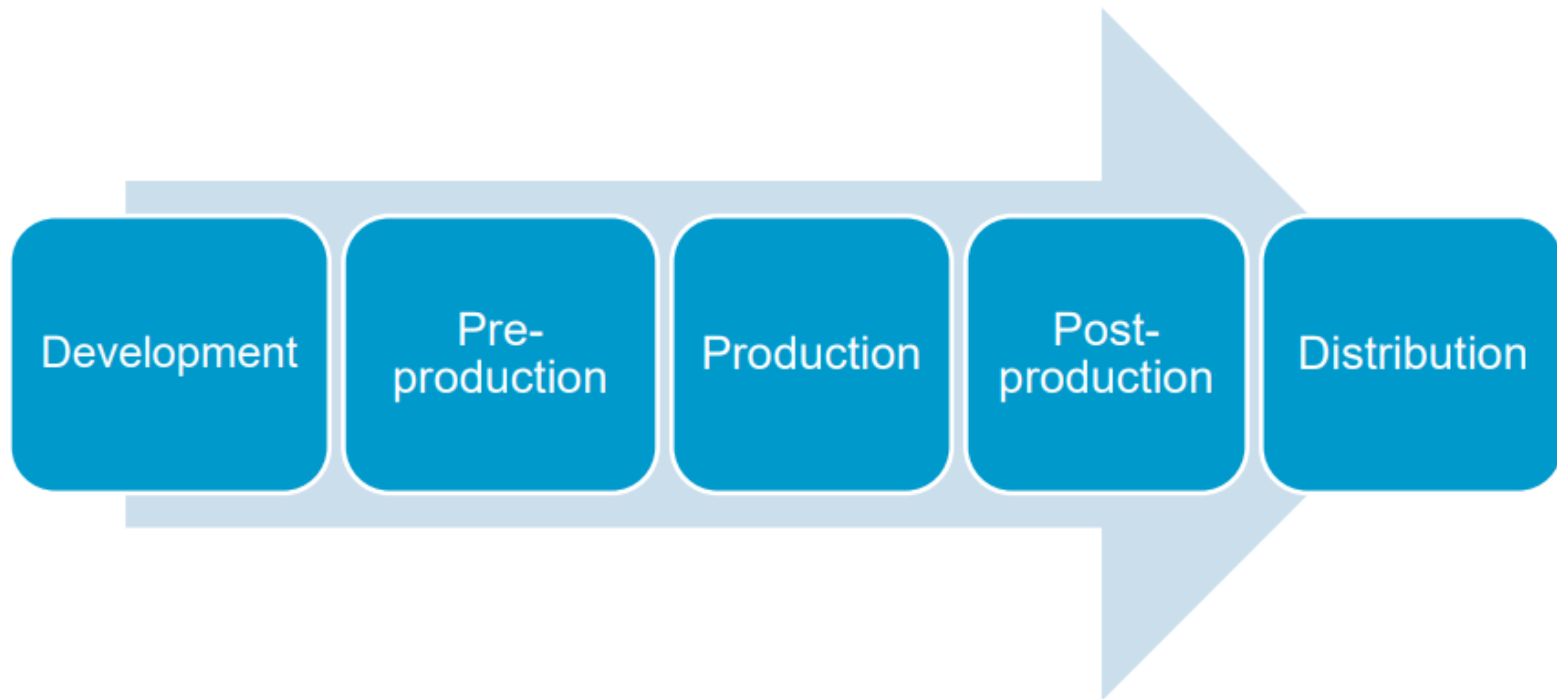 Development
Pre-
production
Production
Post-
production
Distribution